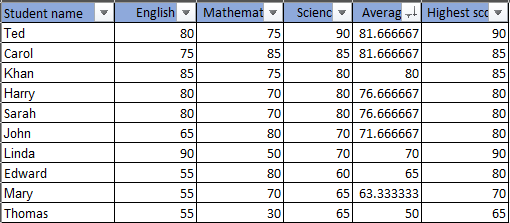 Student name English Mathemat Scienc Averag Highest sco
Ted 80 75 90 81.666667 90
Carol 75 85 85 81.666667 85
Khan 85 75 80 80 85
Harry 80 70 80 76.666667 80
Sarah 80 70 80 76.666667 80
John 65 80 70 71.666667 80
Linda 90 50 70 70 90
Edward 55 80 60 65 80
Mary 55 70 65 63.333333 70
Thomas 55 30 65 50 65